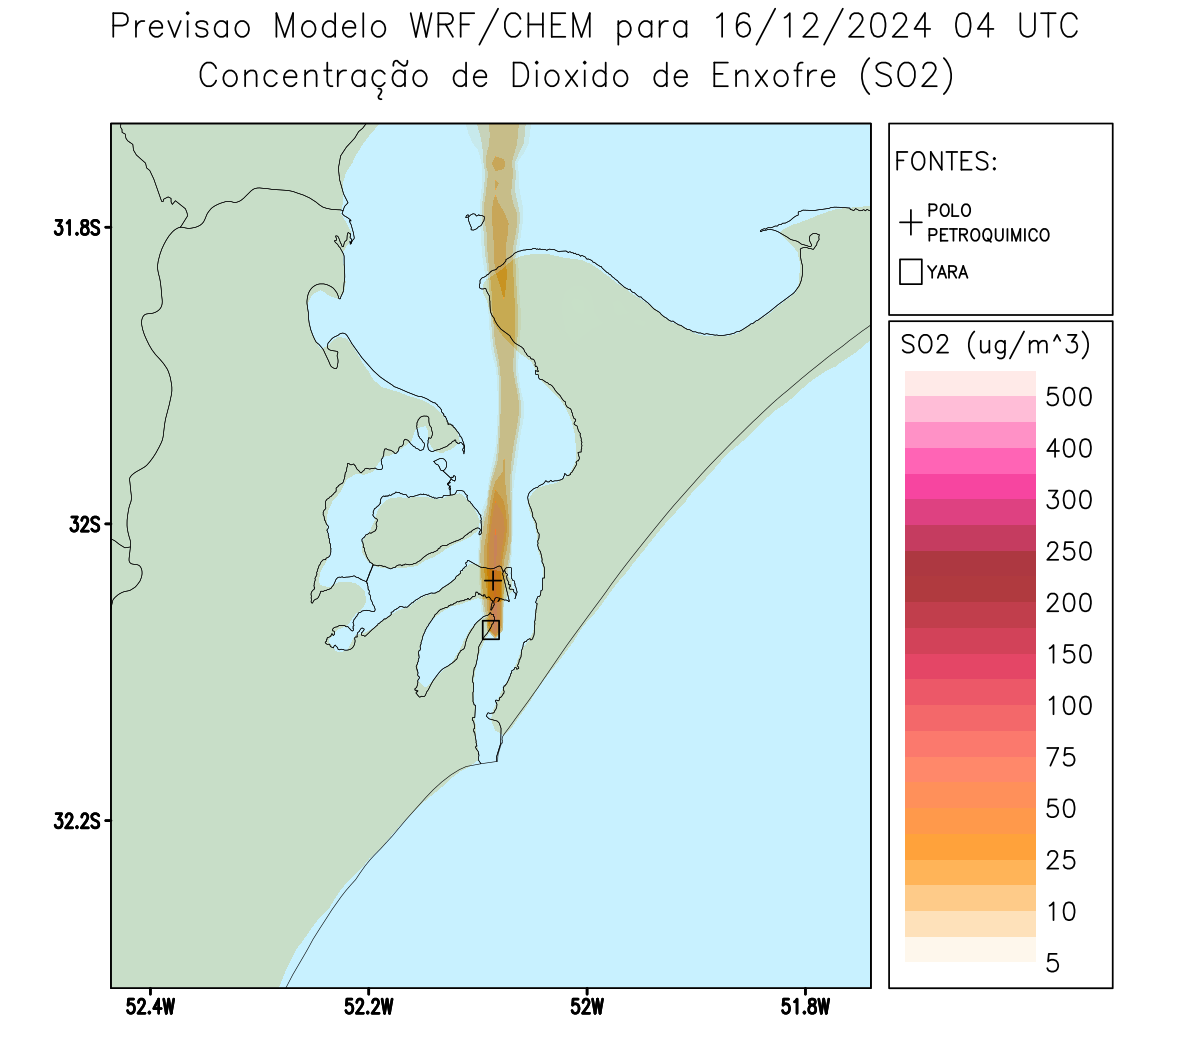 Previsao Modelo WRF/CHEM para 16/12/2024 04 UTC
Concentração de Dioxido de Enxofre (SO2)
FONTES:
POLO
PETROQUIMICO
YARA
31.8S
32S
32.2S
52.4W
52.2W
52W
51.8W
SO2 (ug/m^3)
500
400
300
250
200
150
100
75
50
25
10
5